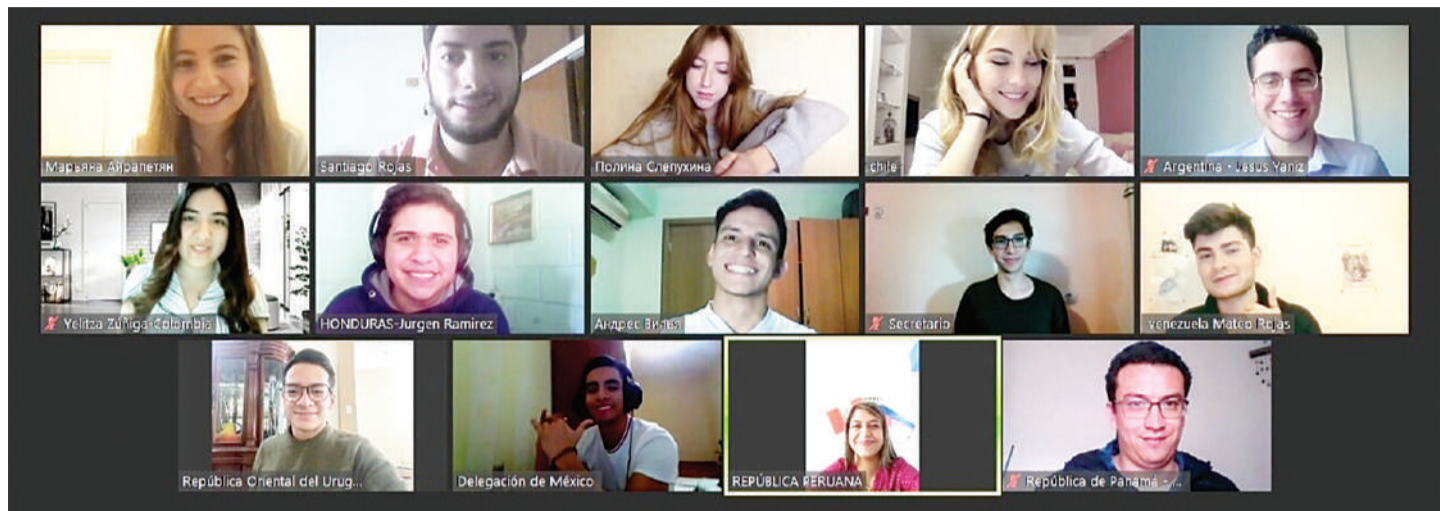 Марьяна Айрапетян
Santiago Rojas
Полина Слепухина
chile
Argentina - Jesus Yaniz
Yelitza Zúñiga-Colombia
HONDURAS-Jurgen Ramirez
Андрес Вилья
Secretario
venezuela Mateo Rojas
República Oriental del Urug...
Delegación de México
REPÚBLICA PERUANA
República de Panamá - ...